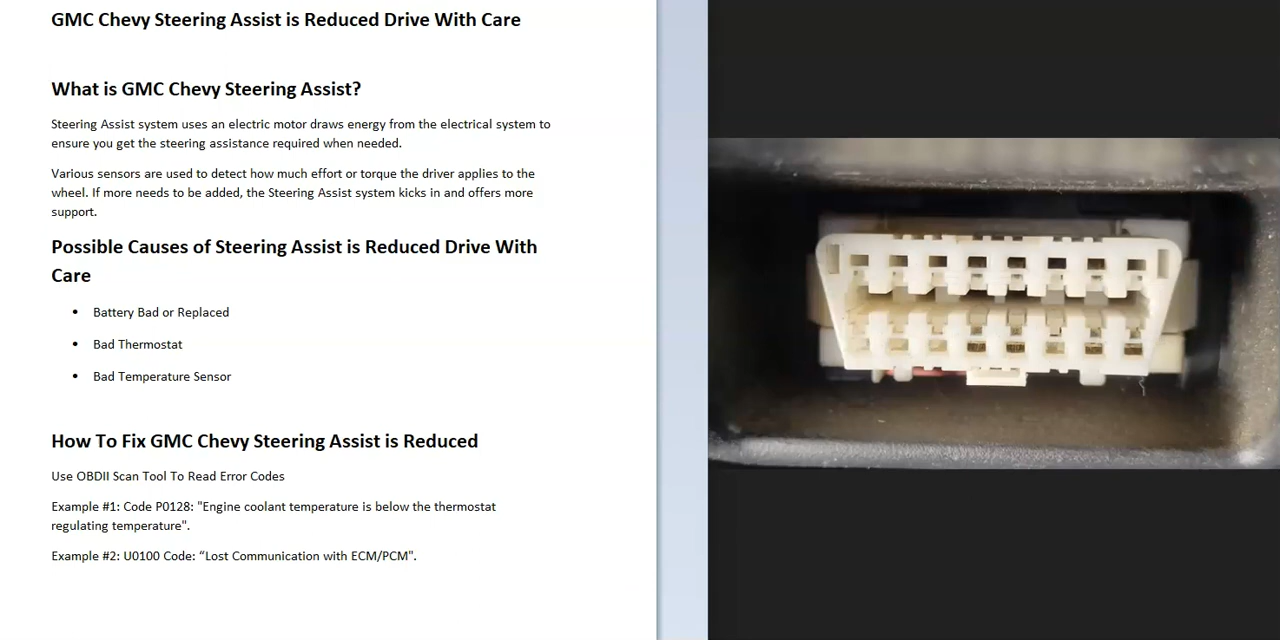 GMC Chevy Steering Assist is Reduced Drive With Care
What is GMC Chevy Steering Assist?
Steering Assist system uses an electric motor draws energy from the electrical system to
ensure you get the steering assistance required when needed.
Various sensors are used to detect how much effort or torque the driver applies to the
wheel. If more needs to be added, the Steering Assist system kicks in and offers more
support.
Possible Causes of Steering Assist is Reduced Drive With
Care
• Battery Bad or Replaced
• Bad Thermostat
• Bad Temperature Sensor
How To Fix GMC Chevy Steering Assist is Reduced
Use OBDII Scan Tool To Read Error Codes
Example #1: Code P0128: "Engine coolant temperature is below the thermostat
regulating temperature".
Example #2: U0100 Code: “Lost Communication with ECM/PCM".